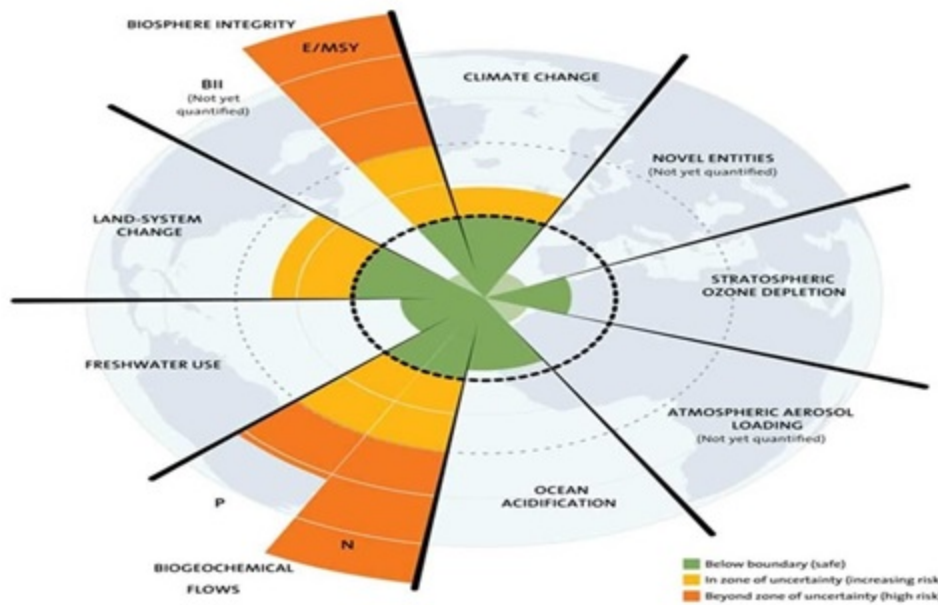 BIOSPHERE INTEGRITY
E/MSY
CLIMATE CHANGE
BII
(Not yet
quantified)
NOVEL ENTITIES
(Not yet quantified)
LAND-SYSTEM
CHANGE
STRATOSPHERIC
OZONE DEPLETION
FRESHWATER USE
ATMOSPHERIC AEROSOL
LOADING
(Not yet quantified)
OCEAN
ACIDIFICATION
P
N
BIOGEOCHEMICAL
FLOWS
Below boundary (safe)
In zone of uncertainty (increasing risk
Beyond zone of uncertainty (high risk